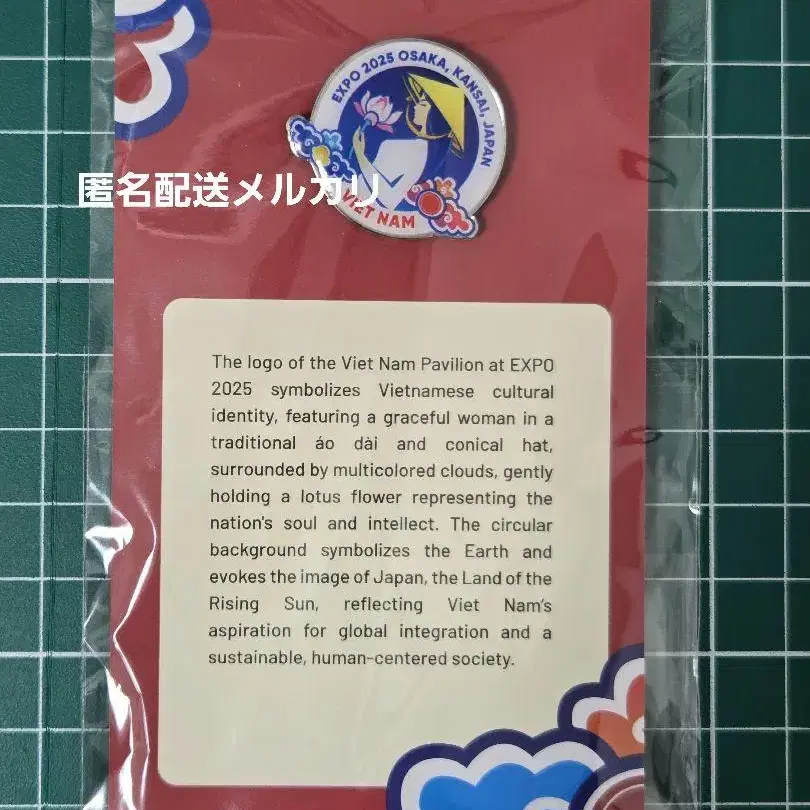 EXPO 2025 OSAKA, KANSAI, JAPAN
匿名配送メルカリ
VIET NAM
The logo of the Viet Nam Pavilion at EXPO
2025 symbolizes Vietnamese cultural
identity, featuring a graceful woman in a
traditional áo dài and conical hat,
surrounded by multicolored clouds, gently
holding a lotus flower representing the
nation's soul and intellect. The circular
background symbolizes the Earth and
evokes the image of Japan, the Land of the
Rising Sun, reflecting Viet Nam's
aspiration for global integration and a
sustainable, human-centered society.